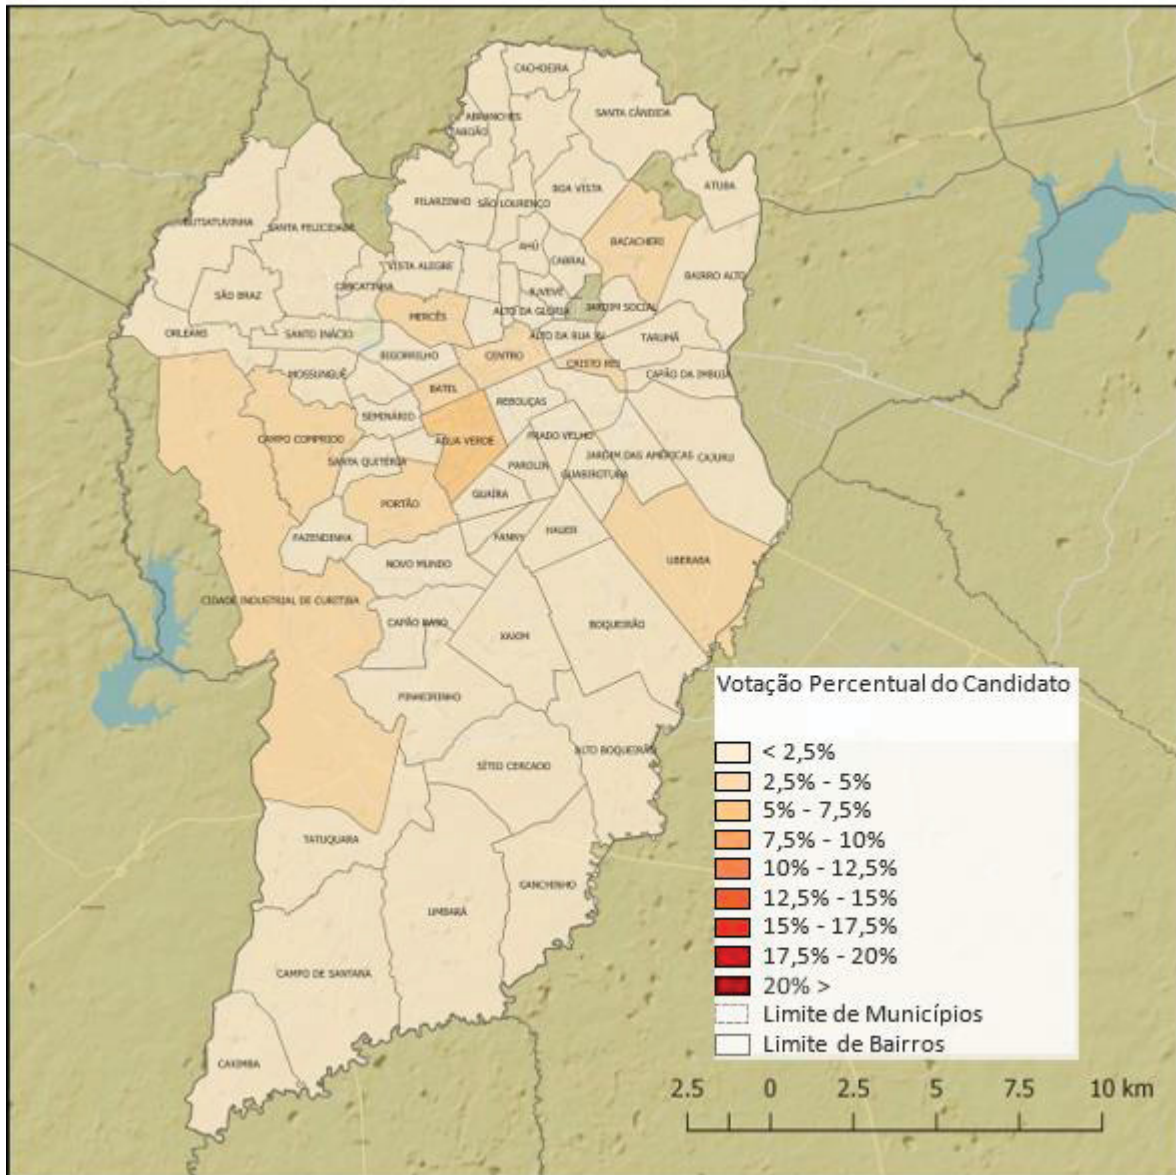 CACHOEIRA
SANTA CÂNDIDA
ABRANCHES
TABOÃO
ATUBA
BOA VISTA
PILARZINHO
SÃO LOURENÇO
BUTIATUVINHA
SANTA FELICIDADE
BACACHERI
AHÚ
CABRAL
VISTA ALEGRE
BAIRRO ALTO
CASCATINHA
SÃO BRAZ
JUVEVÊ
JARDIM SOCIAL
ALTO DA GLÓRIA
MERCÊS
ORLEANS
SANTO INÁCIO
ALTO DA RUA XV
TARUMÃ
BIGORRILHO
CENTRO
CRISTO REI
MOSSUNGUÊ
CAPÃO DA IMBUIA
BATEL
REBOUÇAS
SEMINÁRIO
CAMPO COMPRIDO
ÁGUA VERDE
PRADO VELHO
JARDIM DAS AMÉRICAS
CAJURU
SANTA QUITÉRIA
PAROLIN
GUABIROTUBA
GUAÍRA
PORTÃO
FAZENDINHA
FANNY
HAUER
NOVO MUNDO
UBERABA
CIDADE INDUSTRIAL DE CURITIBA
CAPÃO RASO
XAXIM
BOQUEIRÃO
PINHEIRINHO
ALTO BOQUEIRÃO
SÍTIO CERCADO
TATUQUARA
GANCHINHO
UMBARÁ
CAMPO DE SANTANA
CAXIMBA
Votação Percentual do Candidato
< 2,5%
2,5% - 5%
5% - 7,5%
7,5% - 10%
10% - 12,5%
12,5% - 15%
15% - 17,5%
17,5% - 20%
20% >
Limite de Municípios
Limite de Bairros
2.5 0 2.5 5 7.5 10 km